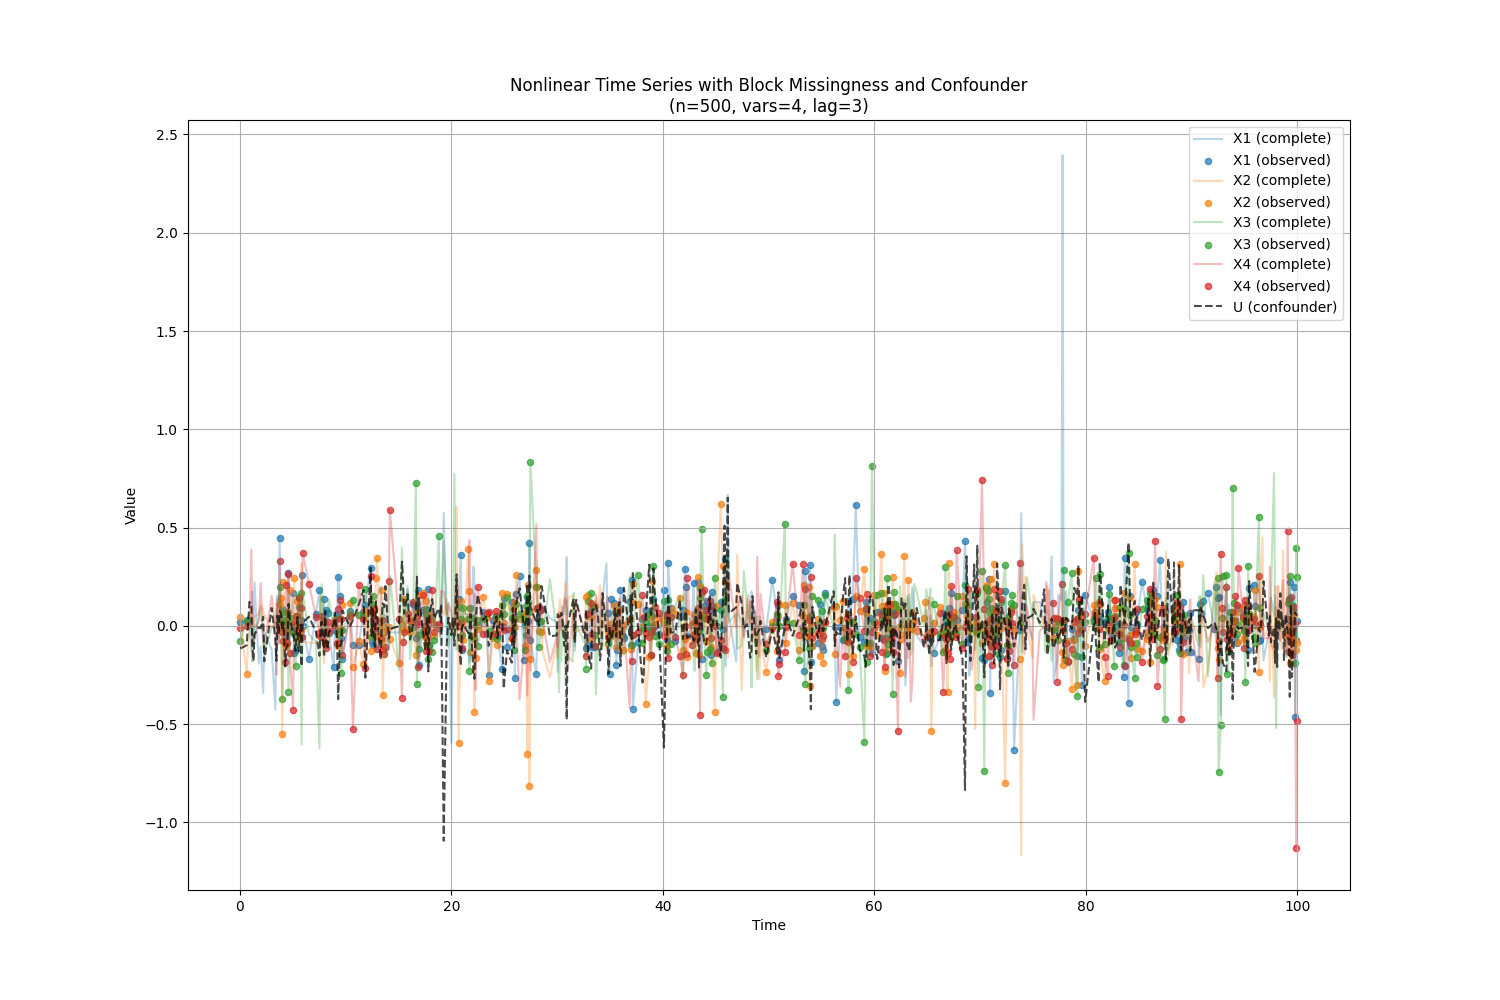 Nonlinear Time Series with Block Missingness and Confounder
(n=500, vars=4, lag=3)
Value
2.5
2.0
1.5
1.0
0.5
0.0
−0.5
−1.0
X1 (complete)
X1 (observed)
X2 (complete)
X2 (observed)
X3 (complete)
X3 (observed)
X4 (complete)
X4 (observed)
U (confounder)
0
20
40
60
80
100
Time